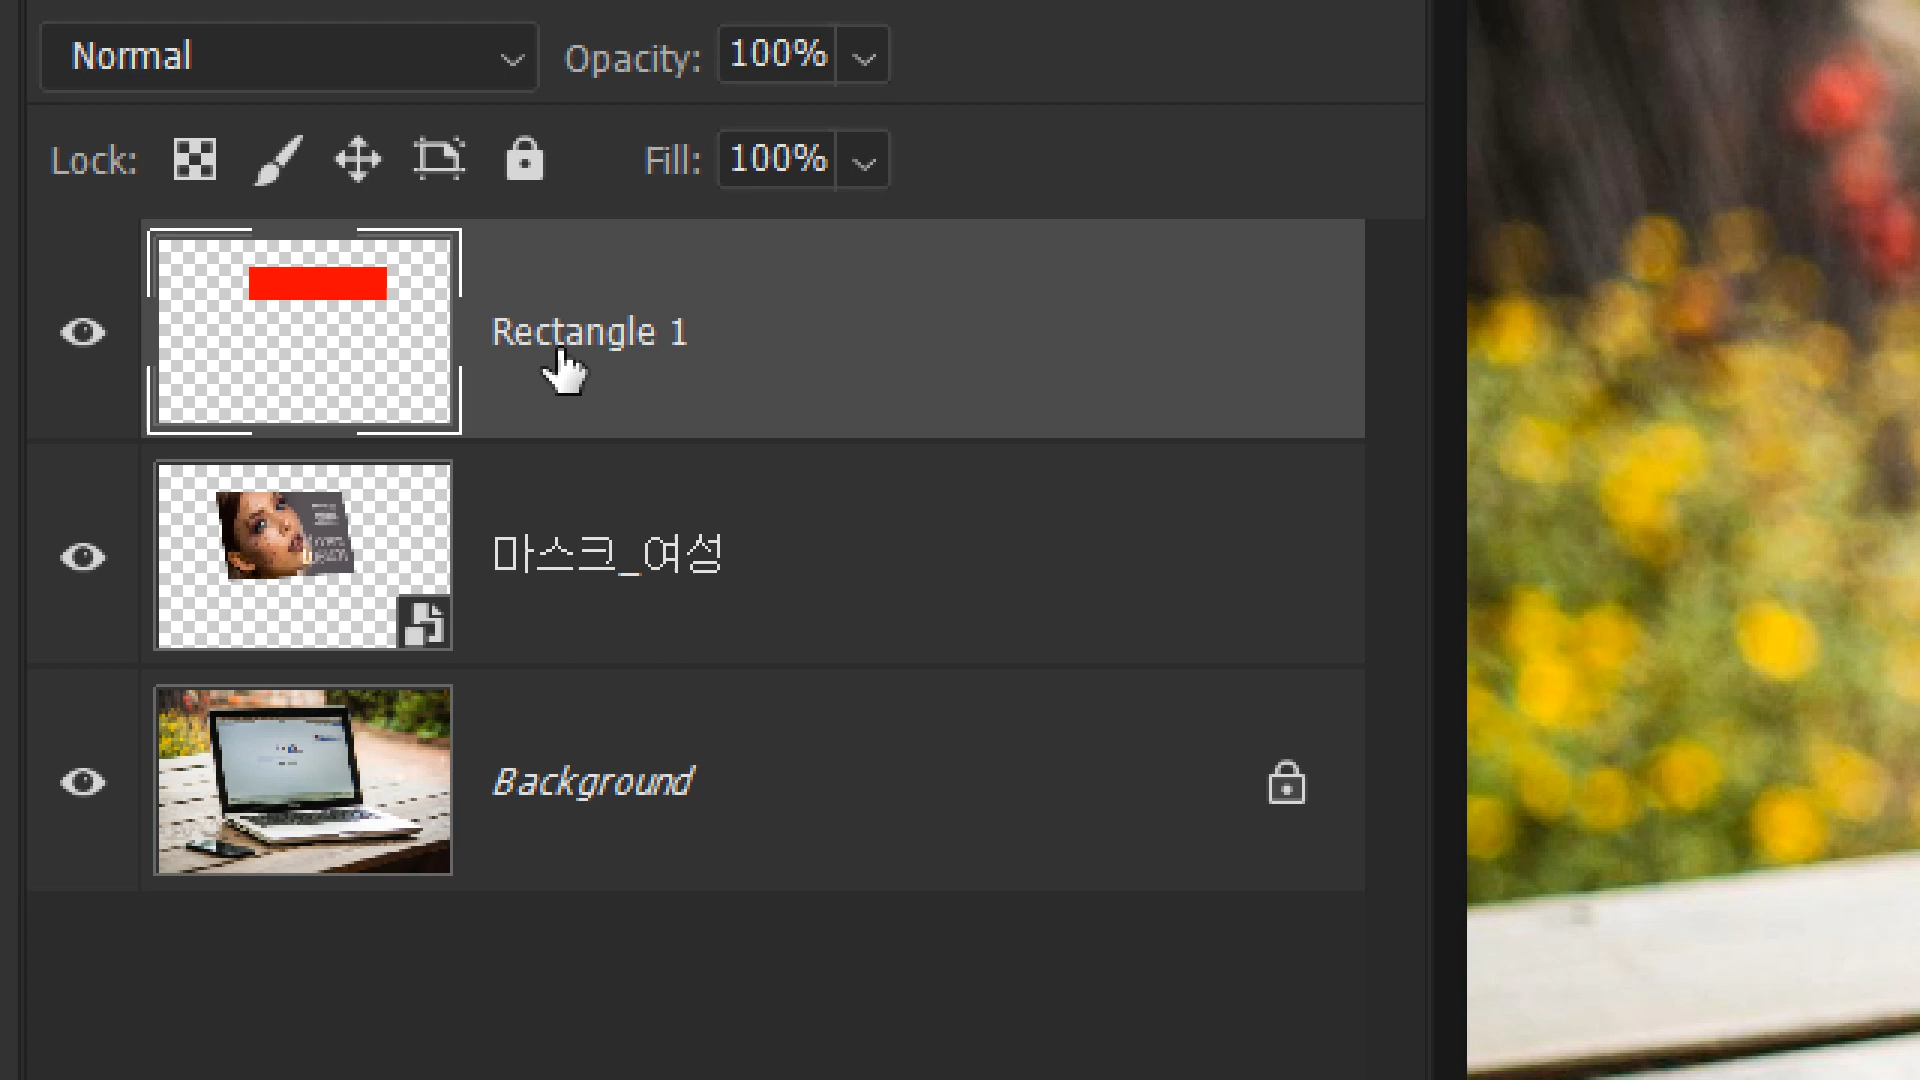 Normal
Opacity: 100%
Lock:
Fill: 100%
Rectangle 1
마스크_여성
Background